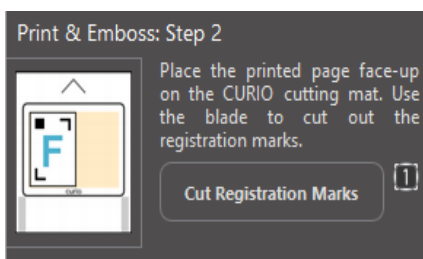 Print & Emboss: Step 2
Place the printed page face-up
on the CURIO cutting mat. Use
the blade to cut out the
registration marks.
F
curio
Cut Registration Marks
1